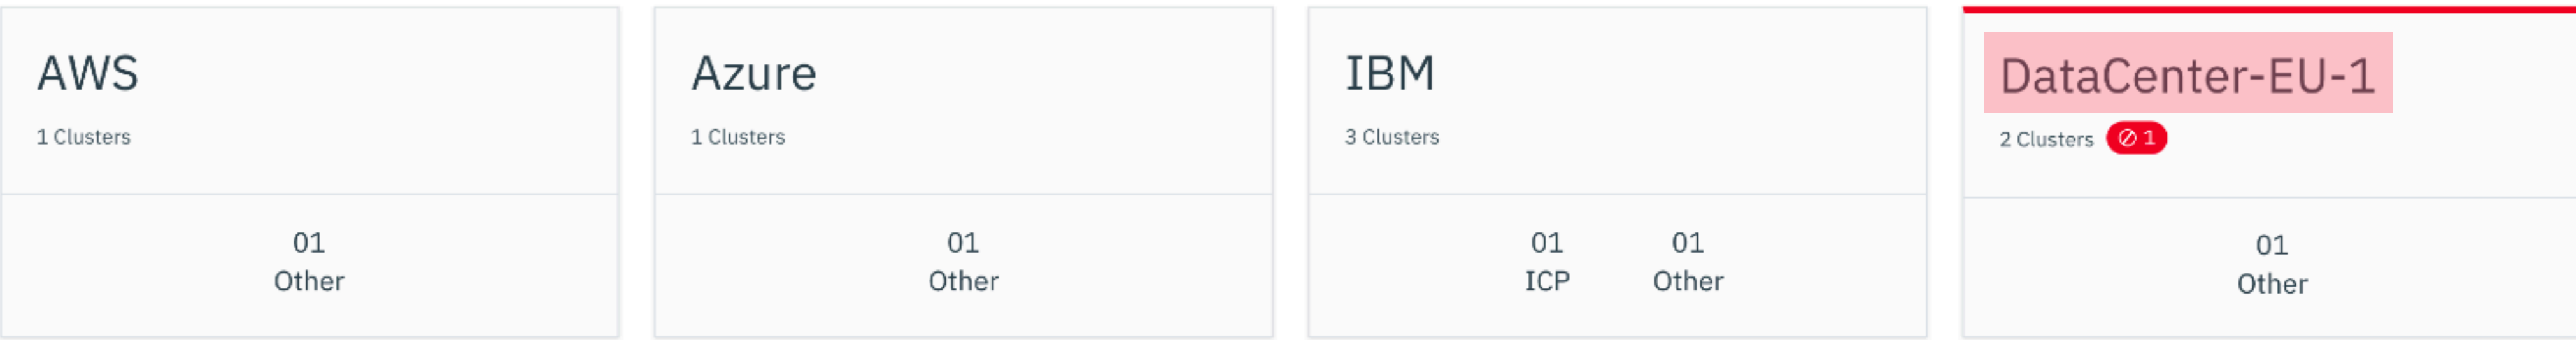 AWS
1 Clusters
01
Other
Azure
1 Clusters
01
Other
IBM
3 Clusters
01 01
ICP Other
DataCenter-EU-1
2 Clusters 1
01
Other